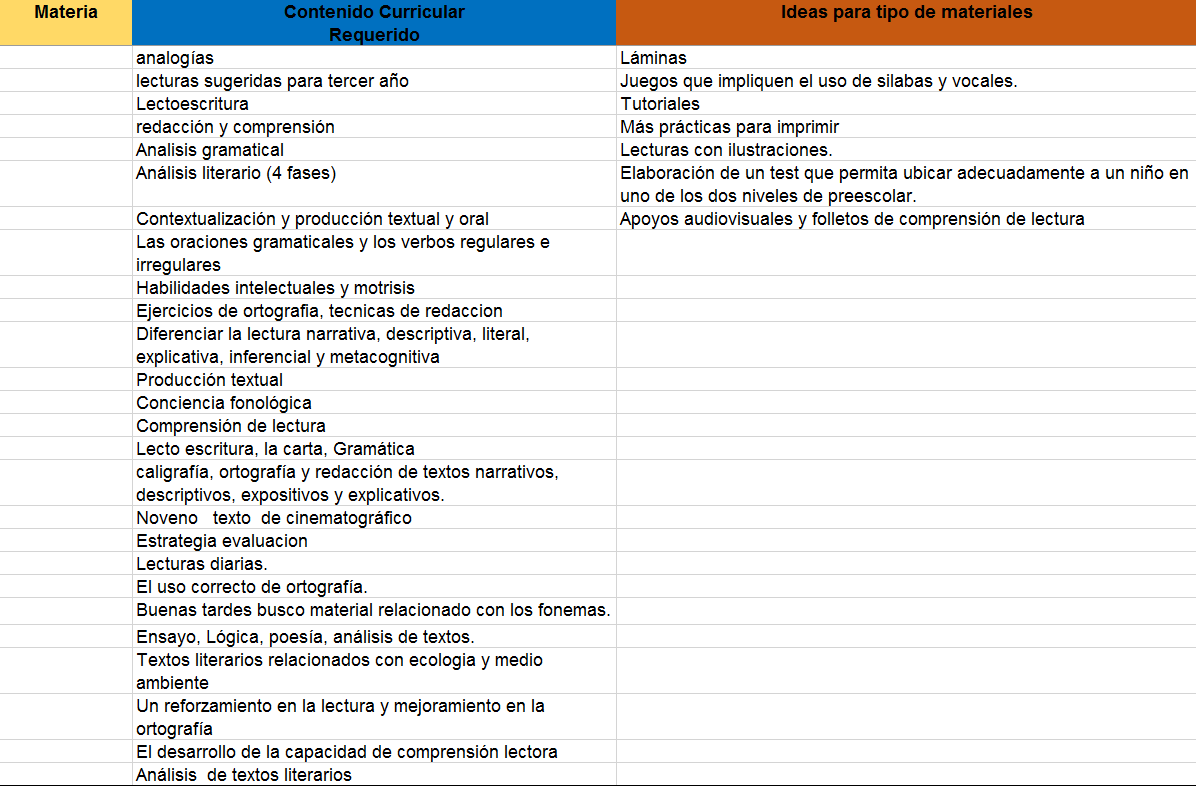 Materia
Contenido Curricular
Requerido
Ideas para tipo de materiales
analogías
Láminas
lecturas sugeridas para tercer año
Juegos que impliquen el uso de silabas y vocales.
Lectoescritura
Tutoriales
redacción y comprensión
Más prácticas para imprimir
Analisis gramatical
Lecturas con ilustraciones.
Análisis literario (4 fases)
Elaboración de un test que permita ubicar adecuadamente a un niño en
uno de los dos niveles de preescolar.
Contextualización y producción textual y oral
Apoyos audiovisuales y folletos de comprensión de lectura
Las oraciones gramaticales y los verbos regulares e
irregulares
Habilidades intelectuales y motrisis
Ejercicios de ortografia, tecnicas de redaccion
Diferenciar la lectura narrativa, descriptiva, literal,
explicativa, inferencial y metacognitiva
Producción textual
Conciencia fonológica
Comprensión de lectura
Lecto escritura, la carta, Gramática
caligrafía, ortografía y redacción de textos narrativos,
descriptivos, expositivos y explicativos.
Noveno   texto  de cinematográfico
Estrategia evaluacion
Lecturas diarias.
El uso correcto de ortografía.
Buenas tardes busco material relacionado con los fonemas.
Ensayo, Lógica, poesía, análisis de textos.
Textos literarios relacionados con ecologia y medio
ambiente
Un reforzamiento en la lectura y mejoramiento en la
ortografía
El desarrollo de la capacidad de comprensión lectora
Análisis  de textos literarios